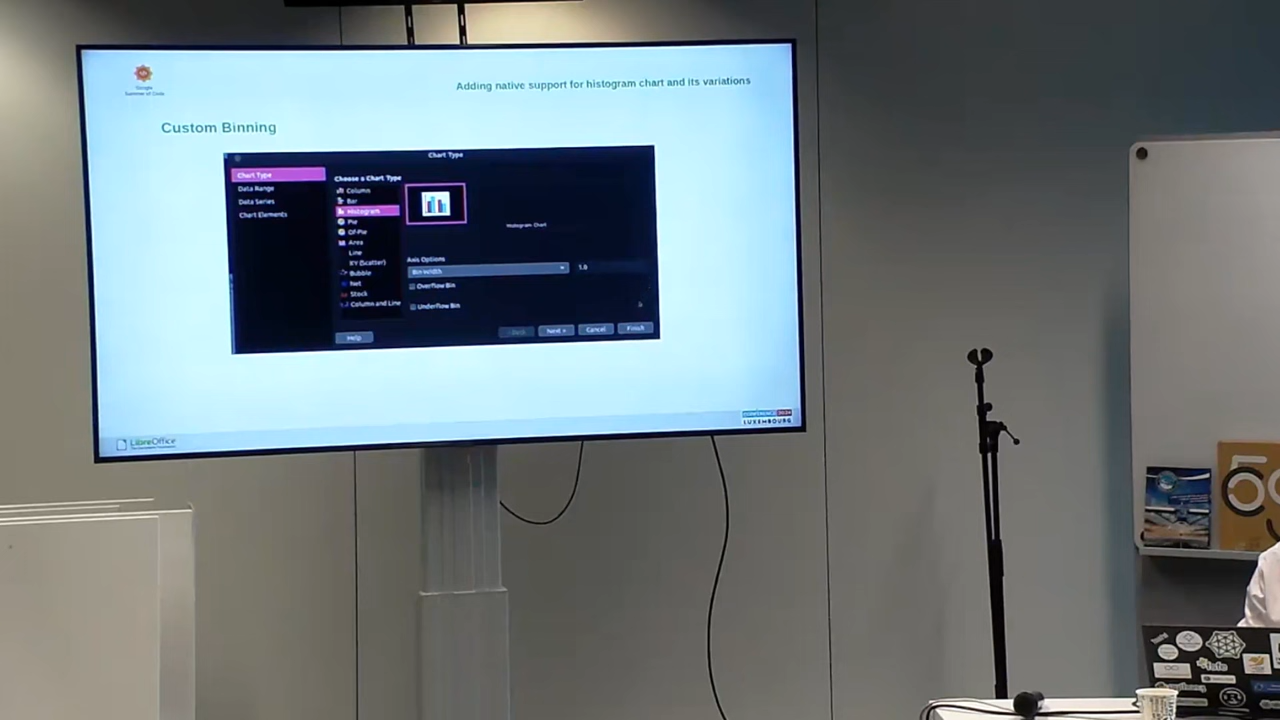 Google
Summer of Code
Adding native support for histogram chart and its variations
Custom Binning
Chart Type
Chart Type
Data Range
Data Series
Chart Elements
Choose a Chart Type
Column
Bar
Histogram
Pie
Of-Pie
Area
Line
XY (Scatter)
Bubble
Net
Stock
Column and Line
Histogram Chart
Axis Options
Bin Width
1.0
Overflow Bin
Underflow Bin
Help
Next >
Cancel
Finish
LibreOffice
CONFERENCE 2024
LUXEMBOURG
fsfe